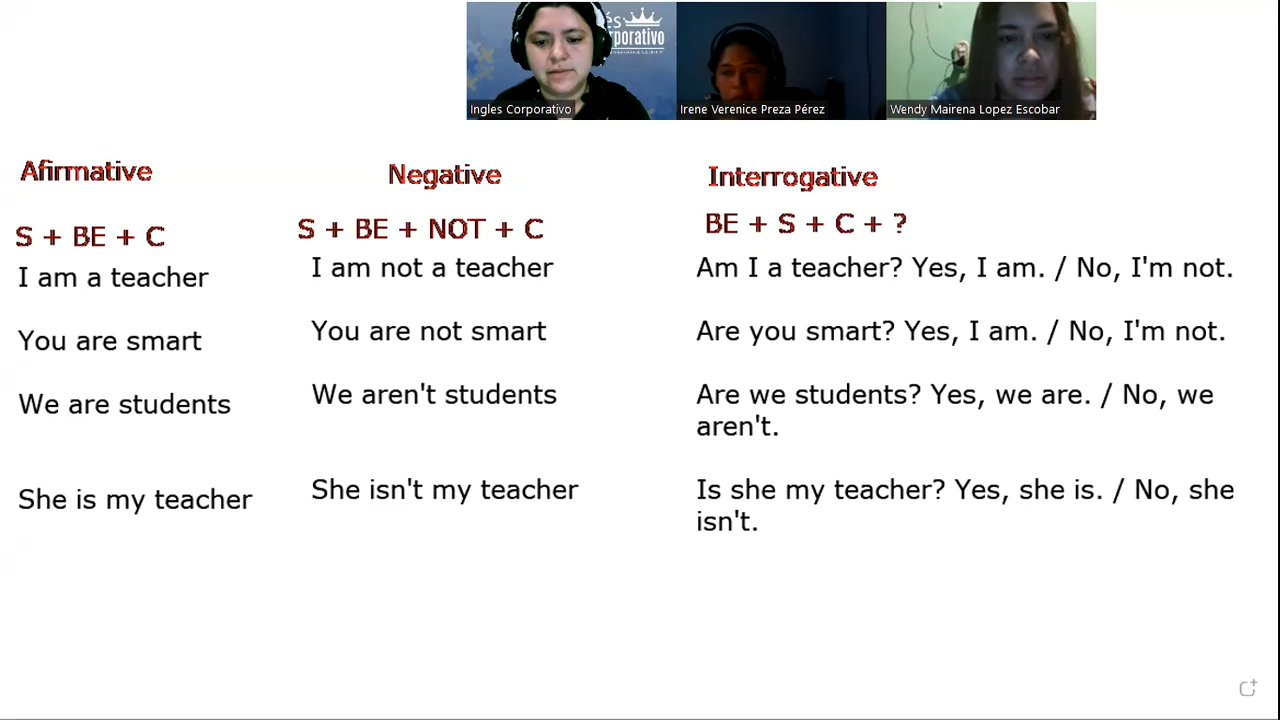 és
rporativo
Ingles Corporativo
Irene Verenice Preza Pérez
Wendy Mairena Lopez Escobar
Afirmative
S + BE + C
I am a teacher
You are smart
We are students
She is my teacher
Negative
S + BE + NOT + C
I am not a teacher
You are not smart
We aren't students
She isn't my teacher
Interrogative
BE + S + C + ?
Am I a teacher? Yes, I am. / No, I'm not.
Are you smart? Yes, I am. / No, I'm not.
Are we students? Yes, we are. / No, we
aren't.
Is she my teacher? Yes, she is. / No, she
isn't.